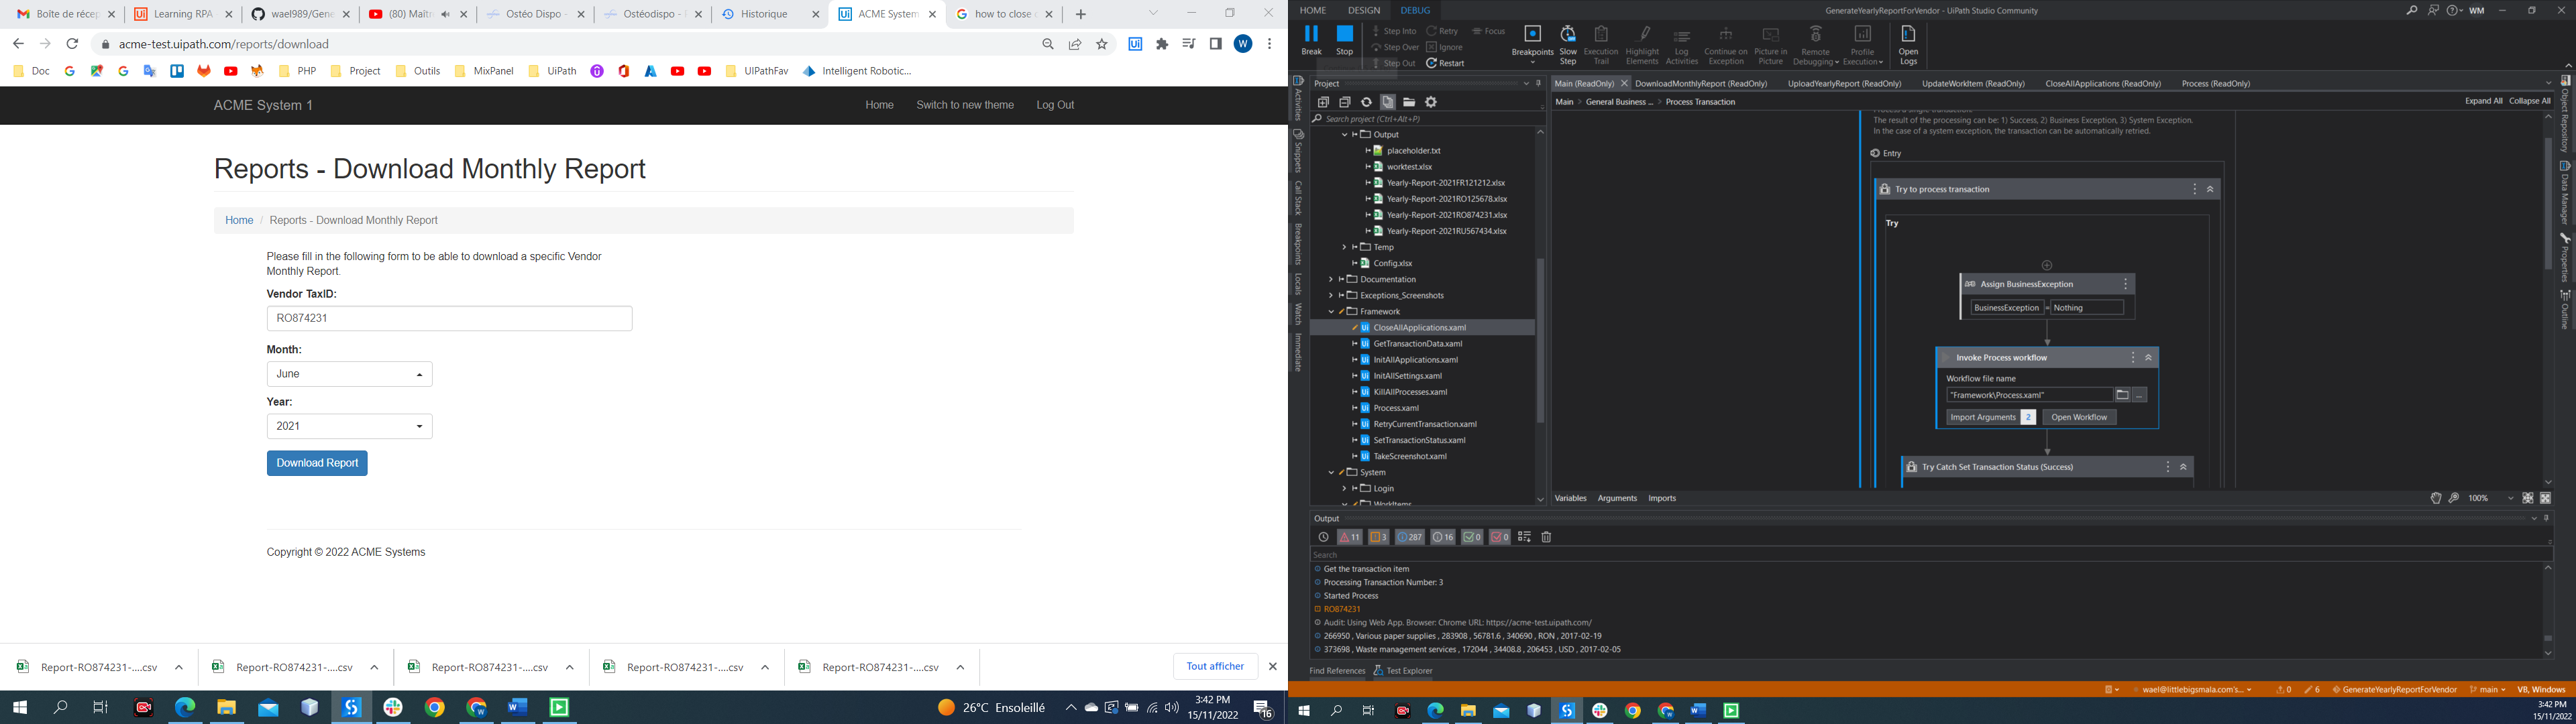 Boîte de récep
Learning RPA
wael989/Gene
(80) Maîtr
Ostéo Dispo -
Ostéodispo -
Historique
ACME System
how to close
acme-test.uipath.com/reports/download
Doc
PHP
Project
Outils
MixPanel
UiPath
UIPathFav
Intelligent Robotic...
ACME System 1
Home
Switch to new theme
Log Out
Reports - Download Monthly Report
Home / Reports - Download Monthly Report
Please fill in the following form to be able to download a specific Vendor
Monthly Report.
Vendor TaxID:
RO874231
Month:
June
Year:
2021
Download Report
Copyright © 2022 ACME Systems
Report-RO874231-....csv
Report-RO874231-....csv
Report-RO874231-....csv
Report-RO874231-....csv
Report-RO874231-....csv
Tout afficher
26°C Ensoleillé
3:42 PM
15/11/2022
16
HOME
DESIGN
DEBUG
GenerateYearlyReportForVendor - UiPath Studio Community
WM
Break
Stop
Step Into
Step Over
Step Out
Retry
Ignore
Restart
Focus
Breakpoints
Slow Step
Execution Trail
Highlight Elements
Log Activities
Continue on Exception
Picture in Picture
Remote Debugging
Profile Execution
Open Logs
Activities
Snippets
Call Stack
Breakpoints
Locals
Watch
Immediate
Project
Search project (Ctrl+Alt+P)
Output
placeholder.txt
worktest.xlsx
Yearly-Report-2021FR121212.xlsx
Yearly-Report-2021RO125678.xlsx
Yearly-Report-2021RO874231.xlsx
Yearly-Report-2021RU567434.xlsx
Temp
Config.xlsx
Documentation
Exceptions_Screenshots
Framework
CloseAllApplications.xaml
GetTransactionData.xaml
InitAllApplications.xaml
InitAllSettings.xaml
KillAllProcesses.xaml
Process.xaml
RetryCurrentTransaction.xaml
SetTransactionStatus.xaml
TakeScreenshot.xaml
System
Login
WorkItems
Main (ReadOnly)
DownloadMonthlyReport (ReadOnly)
UploadYearlyReport (ReadOnly)
UpdateWorkItem (ReadOnly)
CloseAllApplications (ReadOnly)
Process (ReadOnly)
Main > General Business ... > Process Transaction
Expand All
Collapse All
Process a single transaction.
The result of the processing can be: 1) Success, 2) Business Exception, 3) System Exception.
In the case of a system exception, the transaction can be automatically retried.
Entry
Try to process transaction
Try
Assign BusinessException
BusinessException = Nothing
Invoke Process workflow
Workflow file name
"Framework\Process.xaml"
...
Import Arguments 2
Open Workflow
Try Catch Set Transaction Status (Success)
Variables
Arguments
Imports
100%
Object Repository
Data Manager
Properties
Outline
Output
11
3
287
16
0
0
Search
Get the transaction item
Processing Transaction Number: 3
Started Process
RO874231
Audit: Using Web App. Browser: Chrome URL: https://acme-test.uipath.com/
266950 , Various paper supplies , 283908 , 56781.6 , 340690 , RON , 2017-02-19
373698 , Waste management services , 172044 , 34408.8 , 206453 , USD , 2017-02-05
Find References
Test Explorer
wael@littlebigsmala.com's...
0
6
GenerateYearlyReportForVendor
main
VB, Windows
3:42 PM
15/11/2022